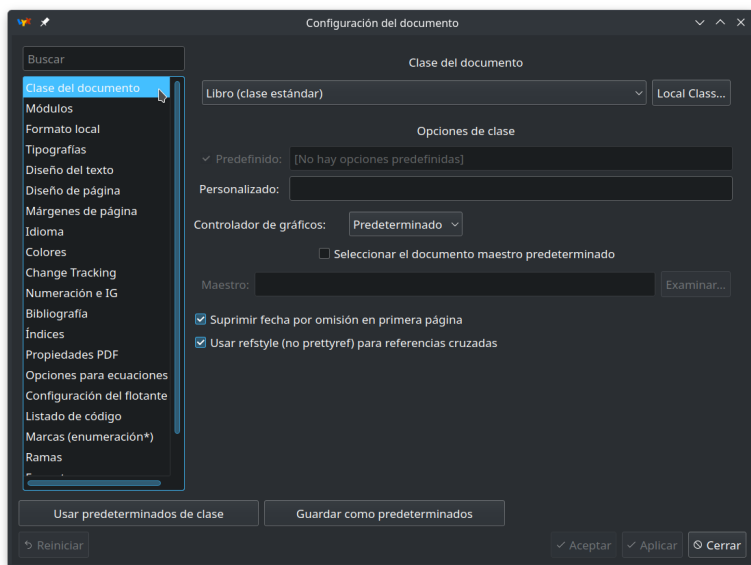 Configuración del documento
Buscar
Clase del documento
Módulos
Formato local
Tipografías
Diseño del texto
Diseño de página
Márgenes de página
Idioma
Colores
Change Tracking
Numeración e IG
Bibliografía
Índices
Propiedades PDF
Opciones para ecuaciones
Configuración del flotante
Listado de código
Marcas (enumeración*)
Ramas
Clase del documento
Libro (clase estándar)
Local Class...
Opciones de clase
Predefinido:
[No hay opciones predefinidas]
Personalizado:
Controlador de gráficos:
Predeterminado
Seleccionar el documento maestro predeterminado
Maestro:
Examinar...
Suprimir fecha por omisión en primera página
Usar refstyle (no prettyref) para referencias cruzadas
Usar predeterminados de clase
Guardar como predeterminados
Reiniciar
Aceptar
Aplicar
Cerrar